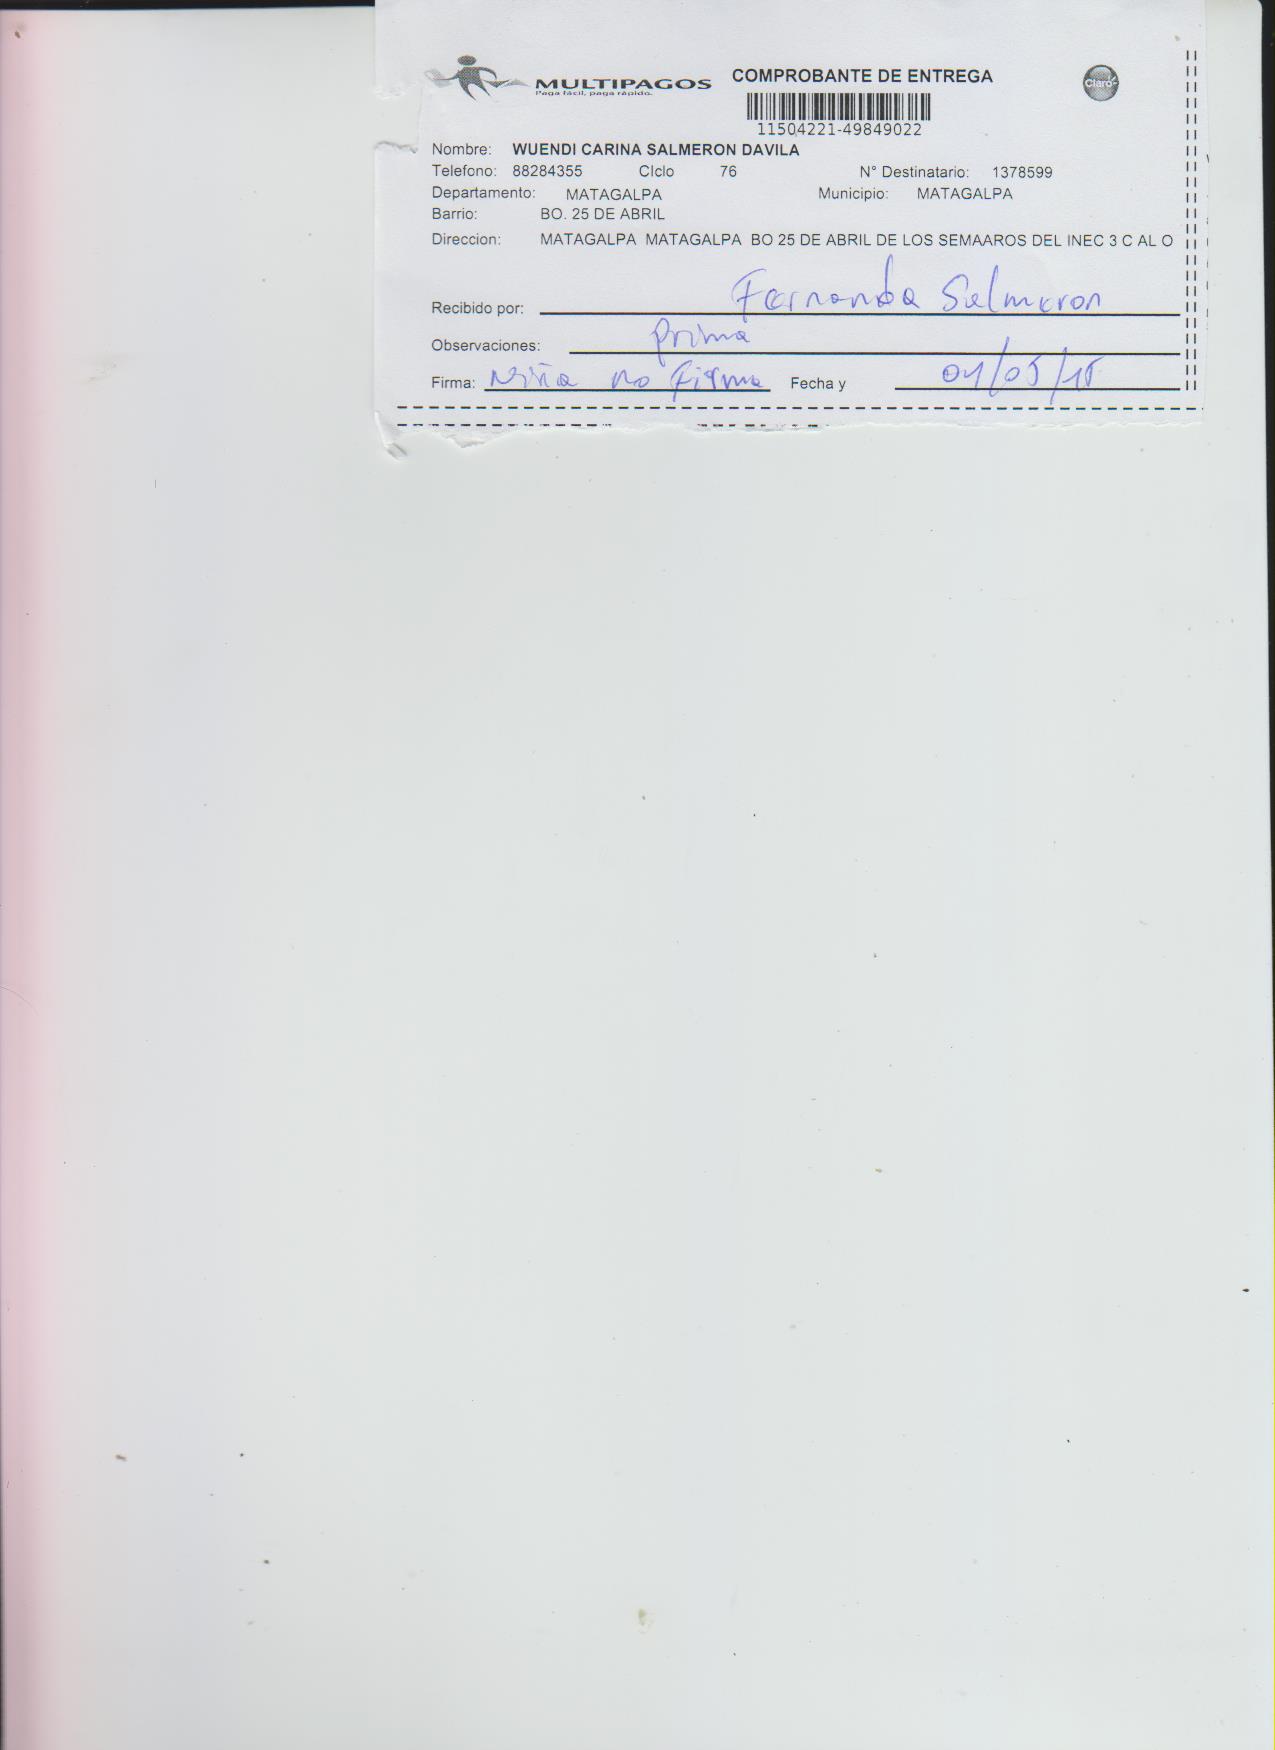 MULTIPAGOS
Paga fácil, paga rápido.
COMPROBANTE DE ENTREGA
Claro
11504221-49849022
Nombre: WUENDI CARINA SALMERON DAVILA
Telefono: 88284355 CIclo 76 N° Destinatario: 1378599
Departamento: MATAGALPA Municipio: MATAGALPA
Barrio: BO. 25 DE ABRIL
Direccion: MATAGALPA MATAGALPA BO 25 DE ABRIL DE LOS SEMAAROS DEL INEC 3 C AL O
Recibido por: Fernanda Salmeron
Observaciones: prima
Firma: Niña no Firma Fecha y 01/05/15